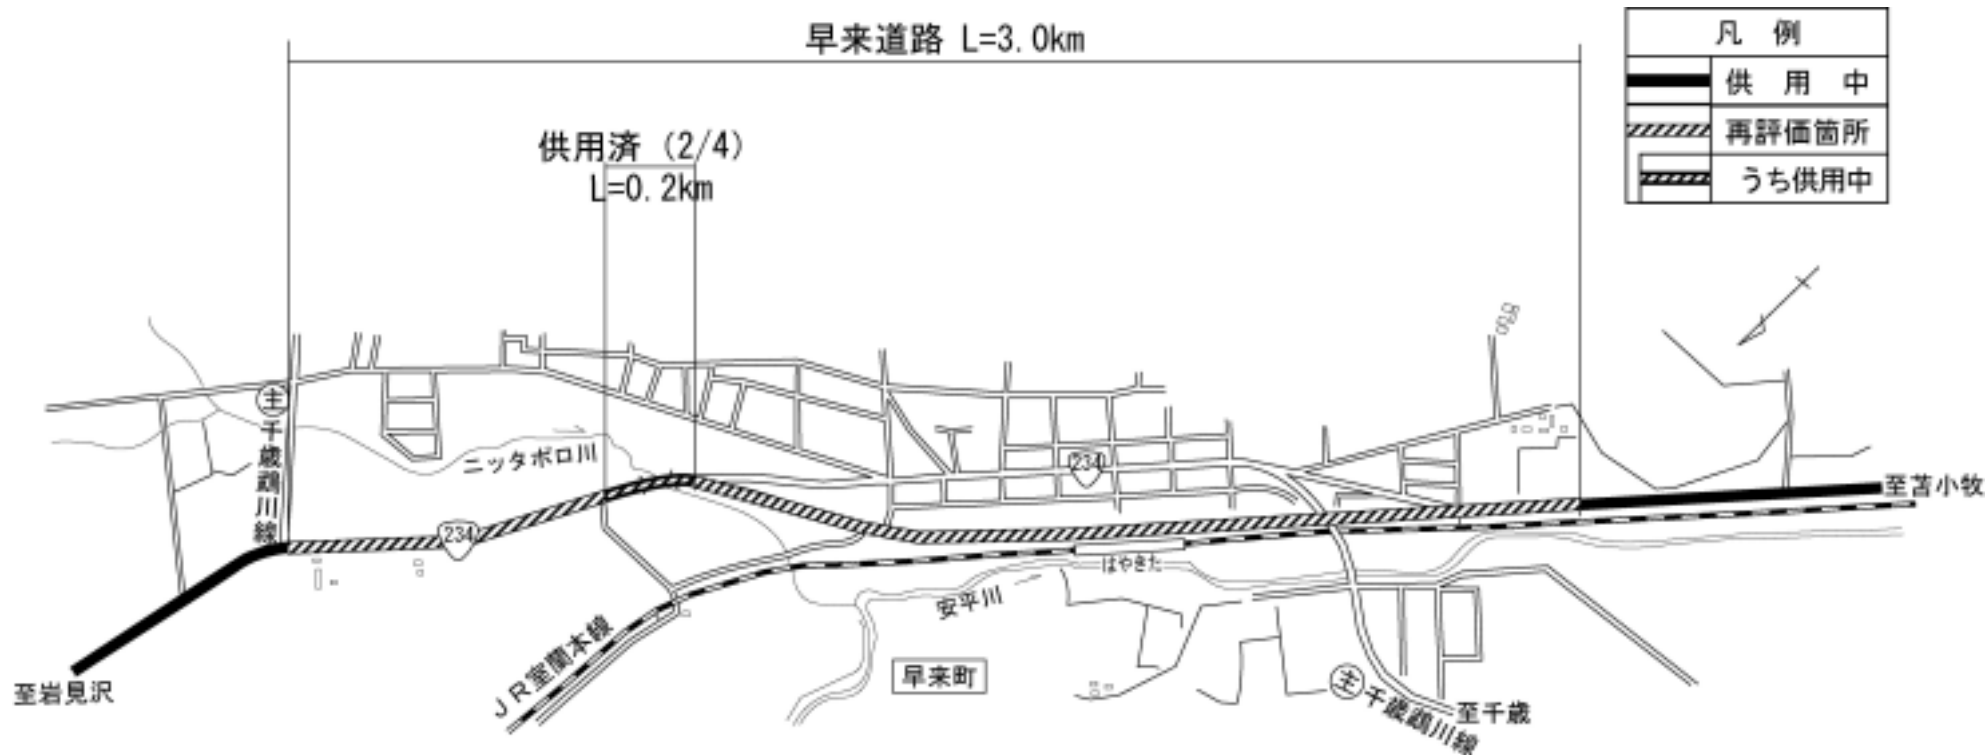 早来道路 L=3.0km
凡 例
供 用 中
再評価箇所
うち供用中
供用済 (2/4)
L=0.2km
主
千歳鵡川線
ニッタポロ川
234
234
至苫小牧
はやきた
安平川
JR室蘭本線
早来町
至岩見沢
主
千歳鵡川線
至千歳